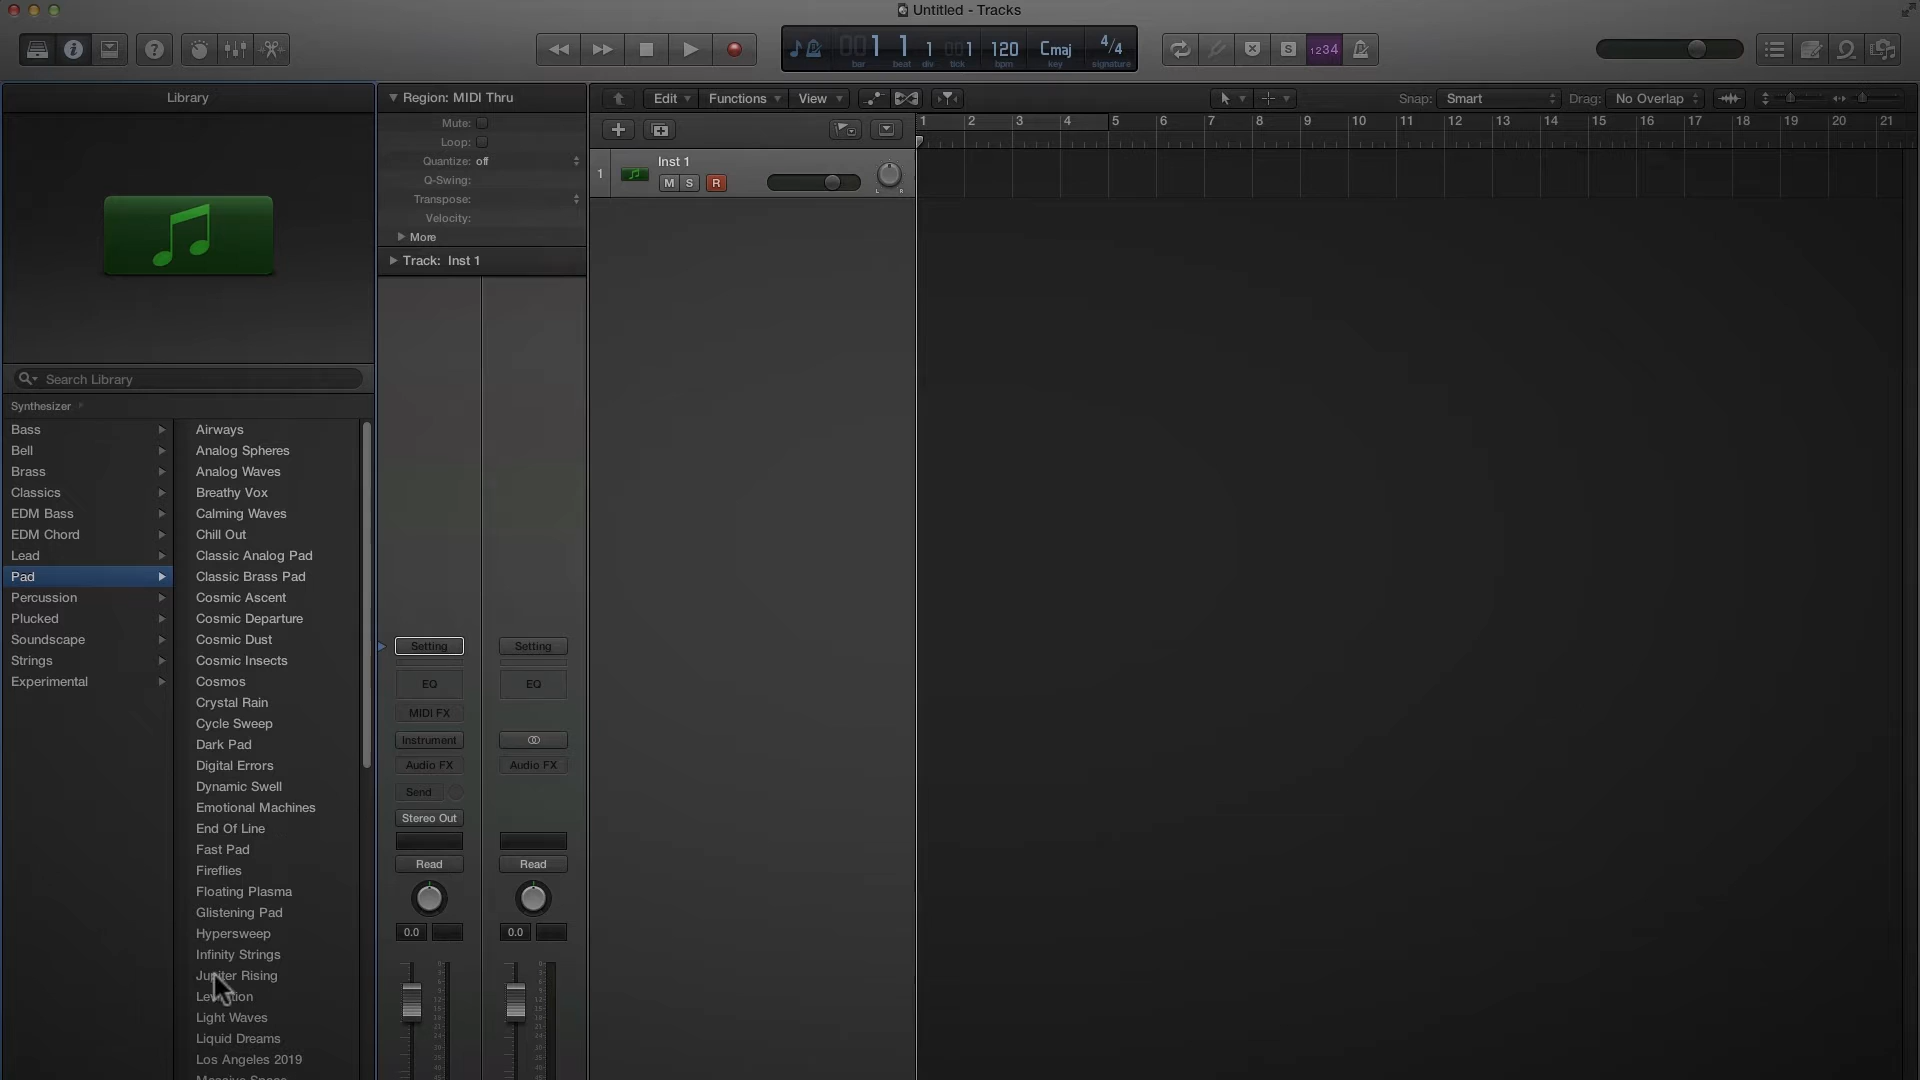 Untitled - Tracks
001 1 1 001 120 Cmaj 4/4
bar beat div tick bpm key signature
S 1234
Library
Region: MIDI Thru
Edit Functions View
Snap: Smart Drag: No Overlap
Mute:
Loop:
Quantize: off
Q-Swing:
Transpose:
Velocity:
More
Track: Inst 1
1 2 3 4 5 6 7 8 9 10 11 12 13 14 15 16 17 18 19 20 21
1 Inst 1
M S R
L R
Search Library
Synthesizer
Bass
Bell
Brass
Classics
EDM Bass
EDM Chord
Lead
Pad
Percussion
Plucked
Soundscape
Strings
Experimental
Airways
Analog Spheres
Analog Waves
Breathy Vox
Calming Waves
Chill Out
Classic Analog Pad
Classic Brass Pad
Cosmic Ascent
Cosmic Departure
Cosmic Dust
Cosmic Insects
Cosmos
Crystal Rain
Cycle Sweep
Dark Pad
Digital Errors
Dynamic Swell
Emotional Machines
End Of Line
Fast Pad
Fireflies
Floating Plasma
Glistening Pad
Hypersweep
Infinity Strings
Jupiter Rising
Light Waves
Liquid Dreams
Los Angeles 2019
Setting Setting
EQ EQ
MIDI FX
Instrument
Audio FX Audio FX
Send
Stereo Out
Read Read
0.0 0.0